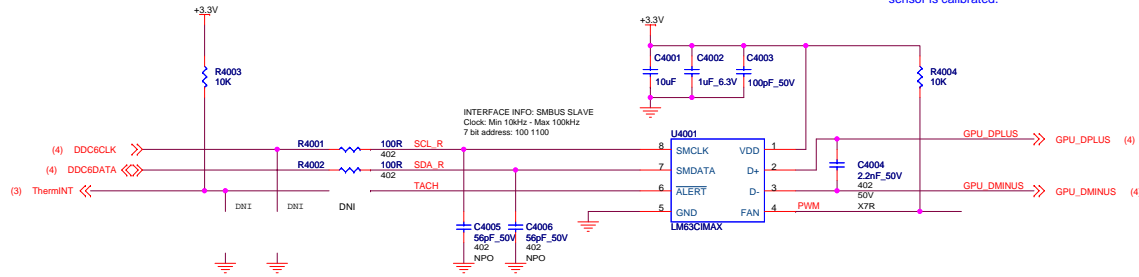 sensor is calibrated.
+3.3V
+3.3V
R4003
10K
C4001
10uF
C4002
1uF_6.3V
C4003
100pF_50V
R4004
10K
INTERFACE INFO: SMBUS SLAVE
Clock: Min 10kHz - Max 100kHz
7 bit address: 100 1100
U4001
(4) DDC6CLK
R4001
100R
402
SCL_R
8 SMCLK
VDD 1
GPU_DPLUS
GPU_DPLUS (4)
(4) DDC6DATA
R4002
100R
402
SDA_R
7 SMDATA
D+ 2
C4004
2.2nF_50V
402
50V
X7R
(3) ThermINT
TACH
6 ALERT
D- 3
GPU_DMINUS
GPU_DMINUS (4
5 GND
FAN 4
PWM
LM63CIMAX
DNI
DNI
DNI
C4005
56pF_50V
402
NPO
C4006
56pF_50V
402
NPO